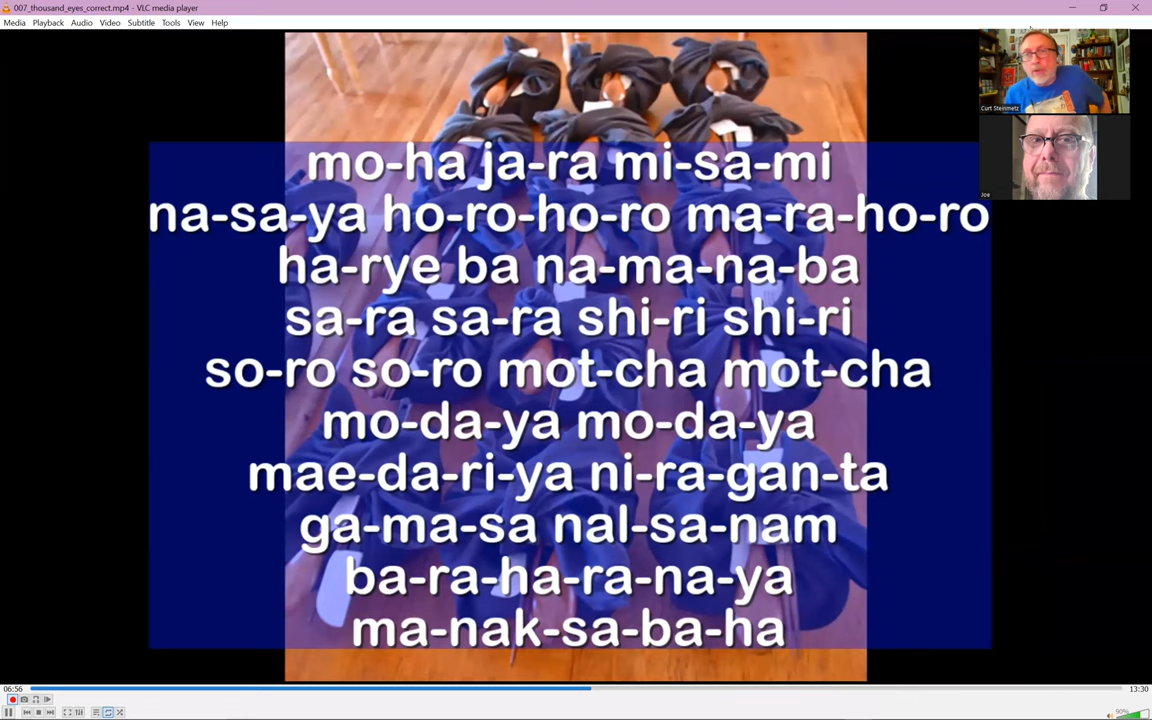 007_thousand_eyes_correct.mp4 - VLC media player
Media Playback Audio Video Subtitle Tools View Help
Curt Steinmetz
Joe
mo-ha ja-ra mi-sa-mi
na-sa-ya ho-ro-ho-ro ma-ra-ho-ro
ha-rye ba na-ma-na-ba
sa-ra sa-ra shi-ri shi-ri
so-ro so-ro mot-cha mot-cha
mo-da-ya mo-da-ya
mae-da-ri-ya ni-ra-gan-ta
ga-ma-sa nal-sa-nam
ba-ra-ha-ra-na-ya
ma-nak-sa-ba-ha
06:56 13:30
90%